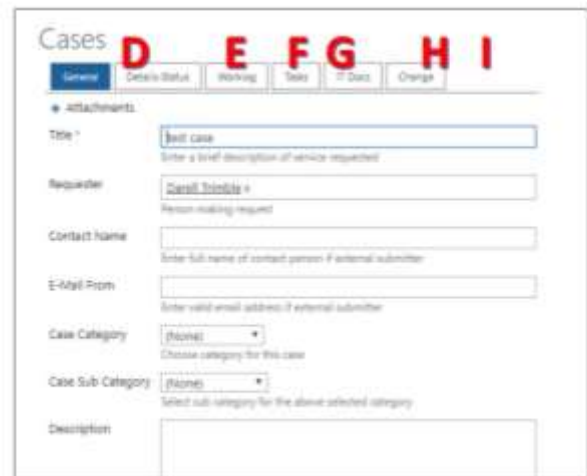 Cases
D E F G H I
General Details-Status Worklog Tasks IT Docs Change
Attachments
Title *
test case
Enter a brief description of service requested
Requester
Darell Trimble x
Person making request
Contact Name
Enter full name of contact person if external submitter
E-Mail From
Enter valid email address if external submitter
Case Category
(None)
Choose category for this case
Case Sub Category
(None)
Select sub category for the above selected category
Description